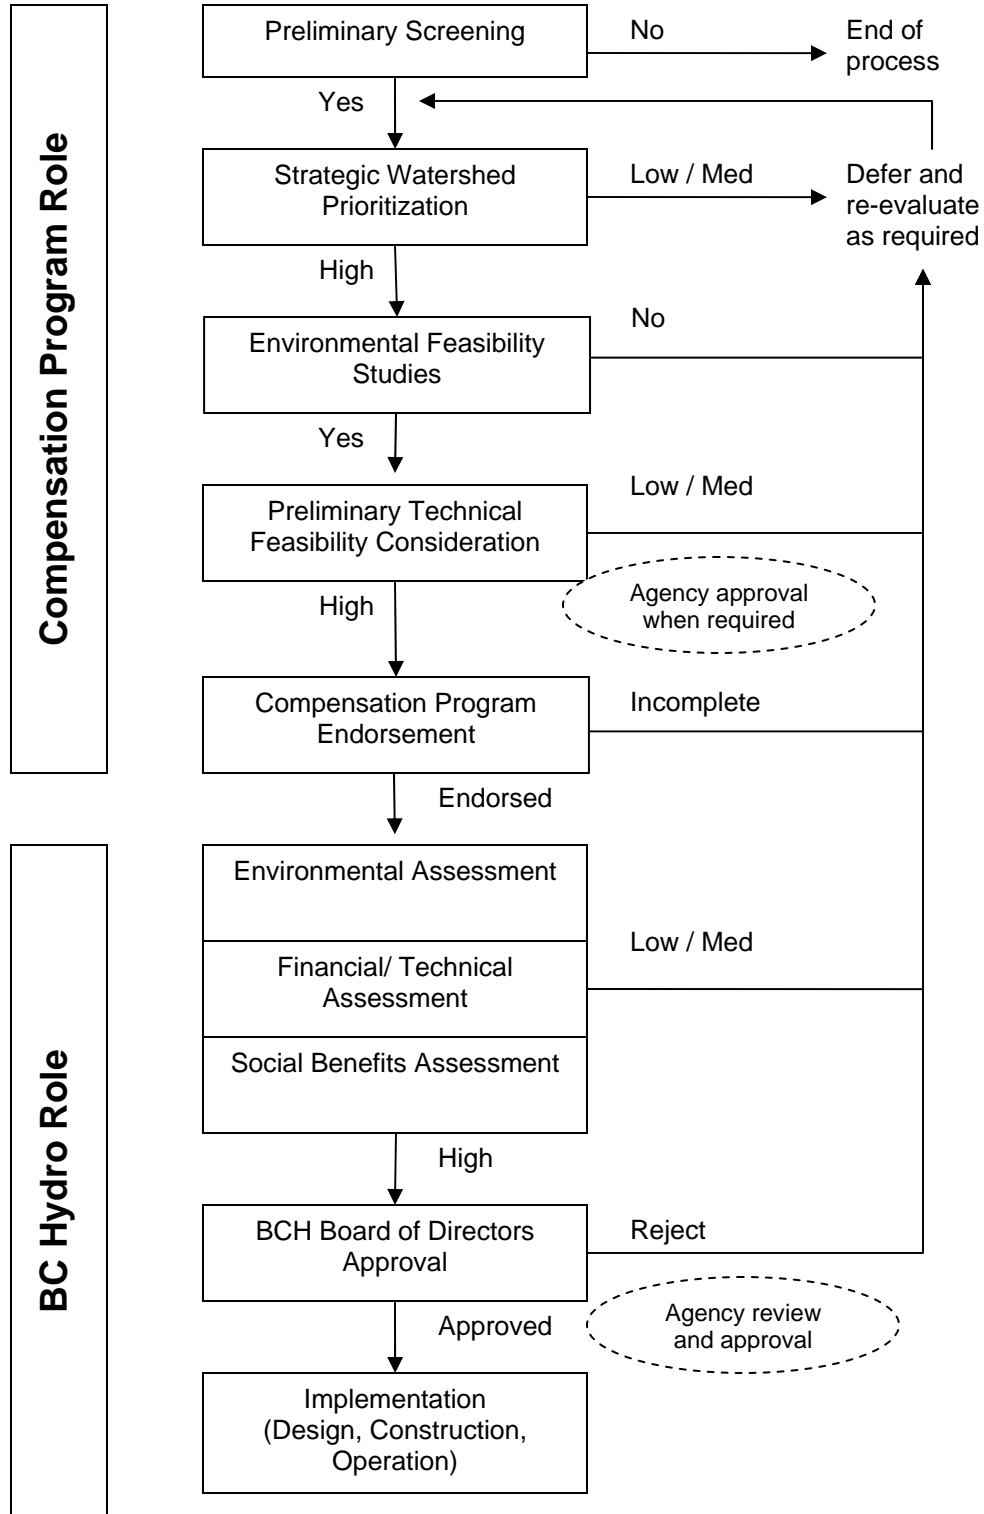 Compensation Program Role
Preliminary Screening
No
End of
process
Yes
Strategic Watershed
Prioritization
Low / Med
Defer and
re-evaluate
as required
High
Environmental Feasibility
Studies
No
Yes
Preliminary Technical
Feasibility Consideration
Low / Med
High
Agency approval
when required
Compensation Program
Endorsement
Incomplete
Endorsed
BC Hydro Role
Environmental Assessment
Financial/ Technical
Assessment
Low / Med
Social Benefits Assessment
High
BCH Board of Directors
Approval
Reject
Approved
Agency review
and approval
Implementation
(Design, Construction,
Operation)